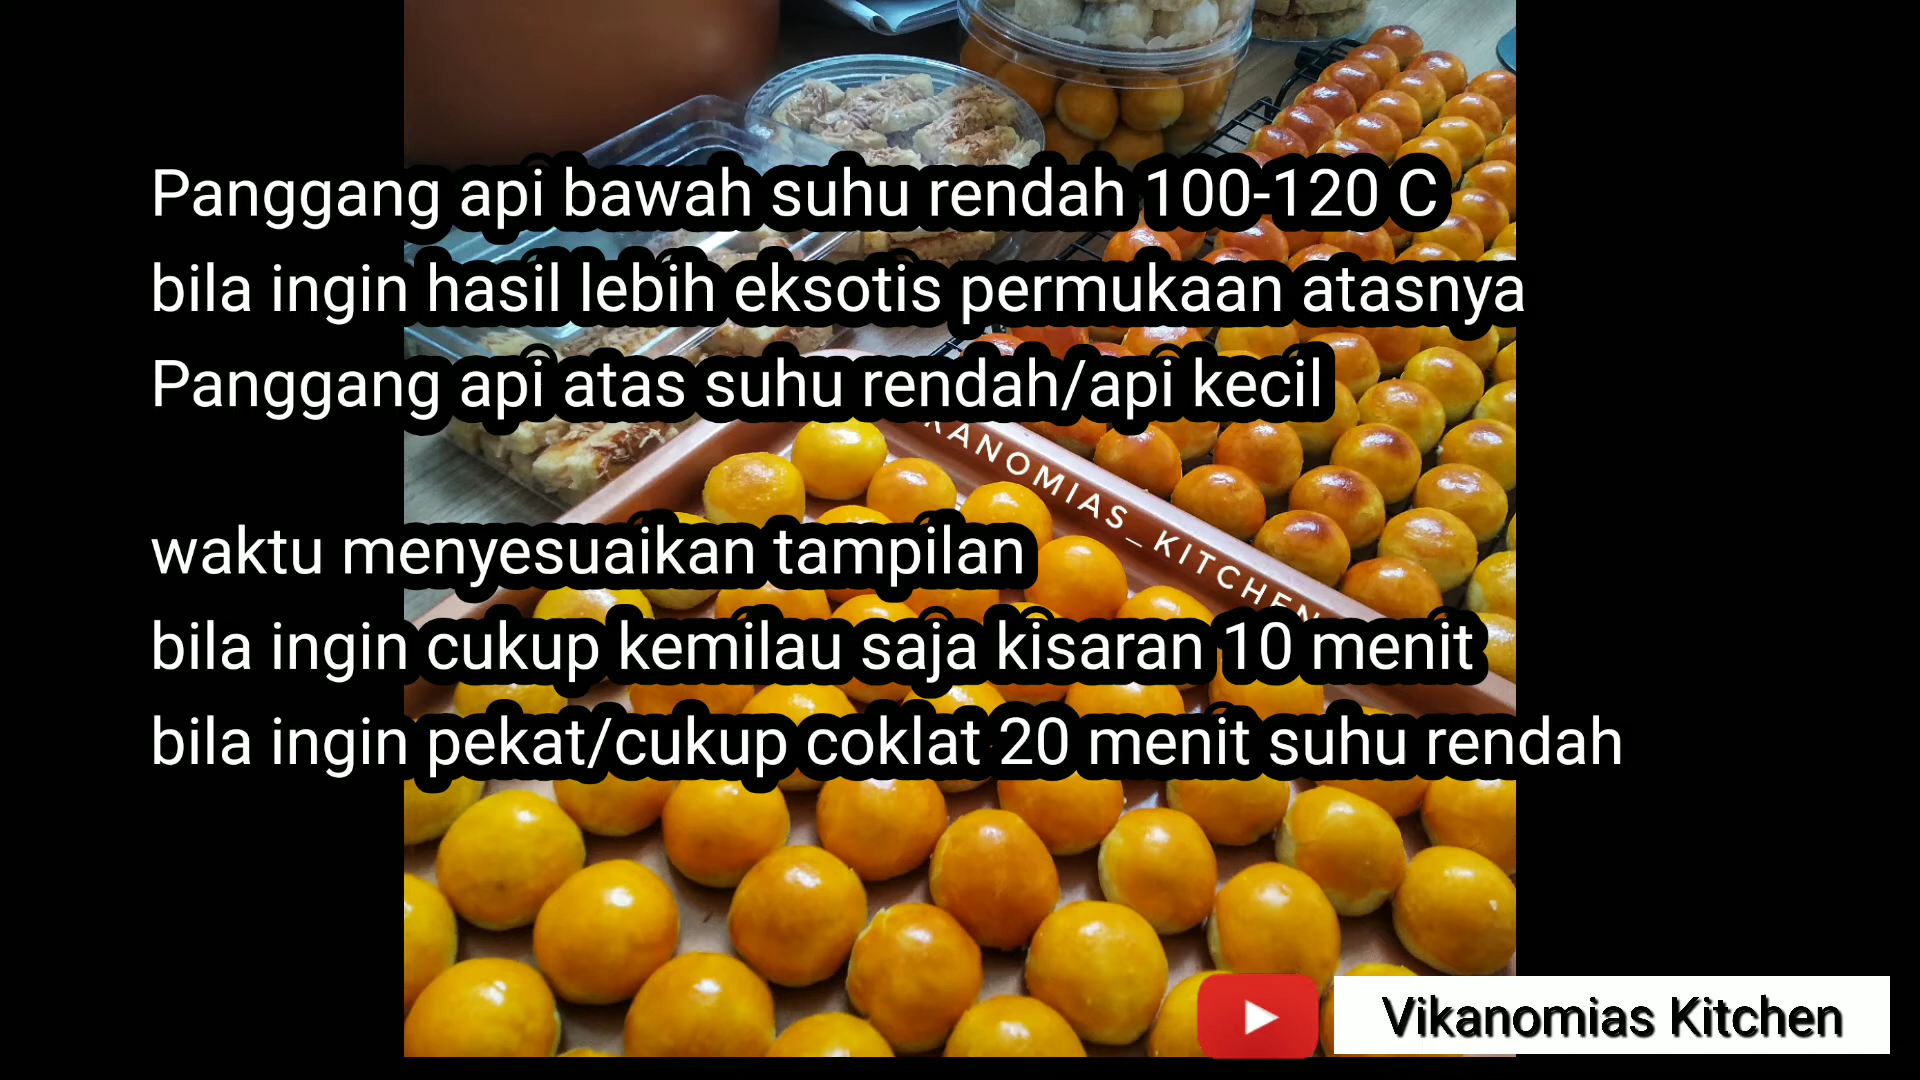 Panggang api bawah suhu rendah 100-120 C
bila ingin hasil lebih eksotis permukaan atasnya
Panggang api atas suhu rendah/api kecil
KANOMIAS_KITCHEN
waktu menyesuaikan tampilan
bila ingin cukup kemilau saja kisaran 10 menit
bila ingin pekat/cukup coklat 20 menit suhu rendah
Vikanomias Kitchen